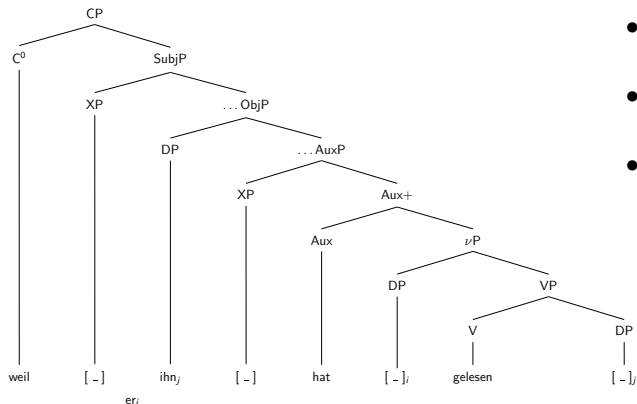 CP
C⁰ SubjP
XP ...ObjP
DP ...AuxP
XP Aux+
Aux νP
DP VP
V DP
weil [ _ ] ihnⱼ [ _ ] hat [ _ ]ᵢ gelesen [ _ ]ⱼ
erᵢ